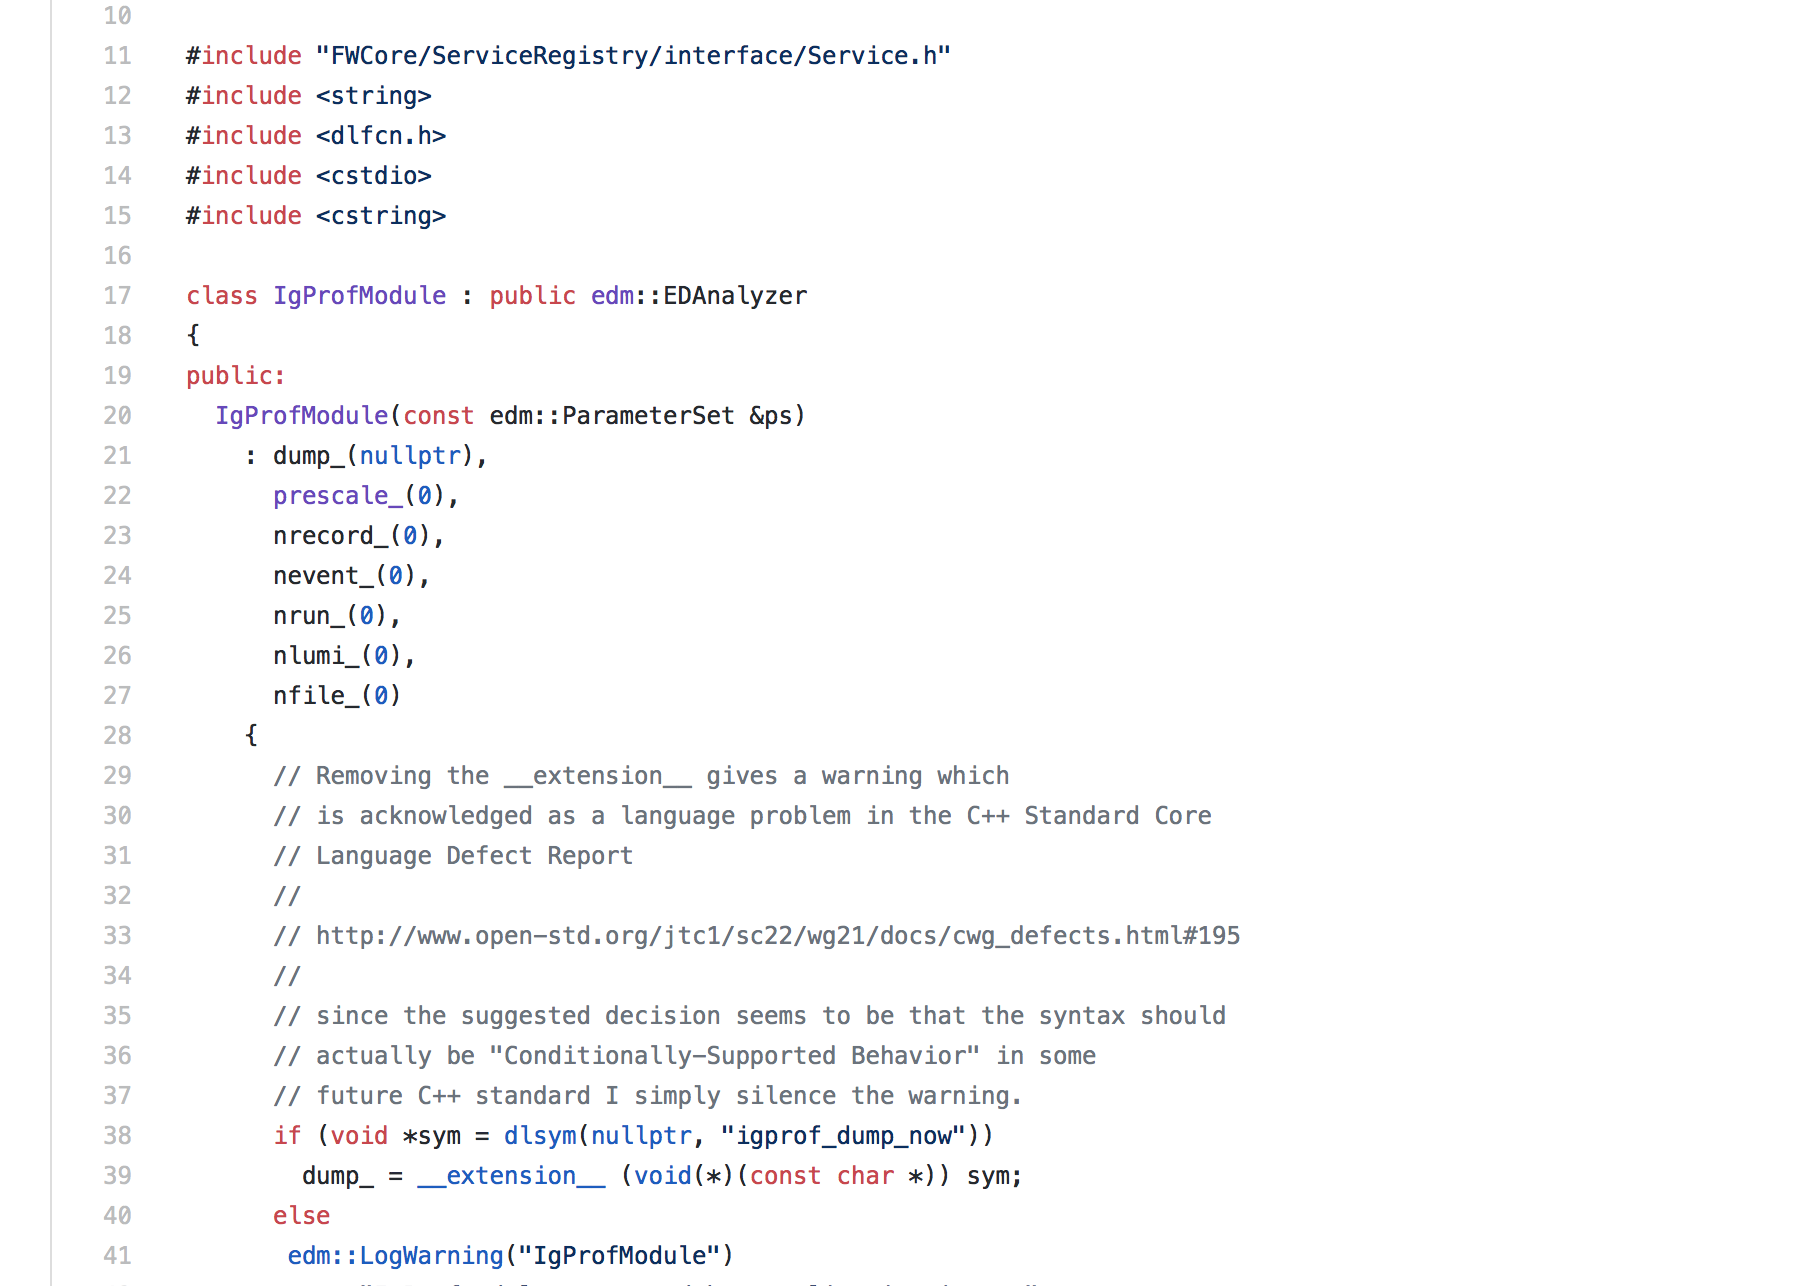 10
11 #include "FWCore/ServiceRegistry/interface/Service.h"
12 #include <string>
13 #include <dlfcn.h>
14 #include <cstdio>
15 #include <cstring>
16
17 class IgProfModule : public edm::EDAnalyzer
18 {
19 public:
20   IgProfModule(const edm::ParameterSet &ps)
21     : dump_(nullptr),
22       prescale_(0),
23       nrecord_(0),
24       nevent_(0),
25       nrun_(0),
26       nlumi_(0),
27       nfile_(0)
28     {
29       // Removing the __extension__ gives a warning which
30       // is acknowledged as a language problem in the C++ Standard Core
31       // Language Defect Report
32       //
33       // http://www.open-std.org/jtc1/sc22/wg21/docs/cwg_defects.html#195
34       //
35       // since the suggested decision seems to be that the syntax should
36       // actually be "Conditionally-Supported Behavior" in some
37       // future C++ standard I simply silence the warning.
38       if (void *sym = dlsym(nullptr, "igprof_dump_now"))
39         dump_ = __extension__ (void(*)(const char *)) sym;
40       else
41        edm::LogWarning("IgProfModule")